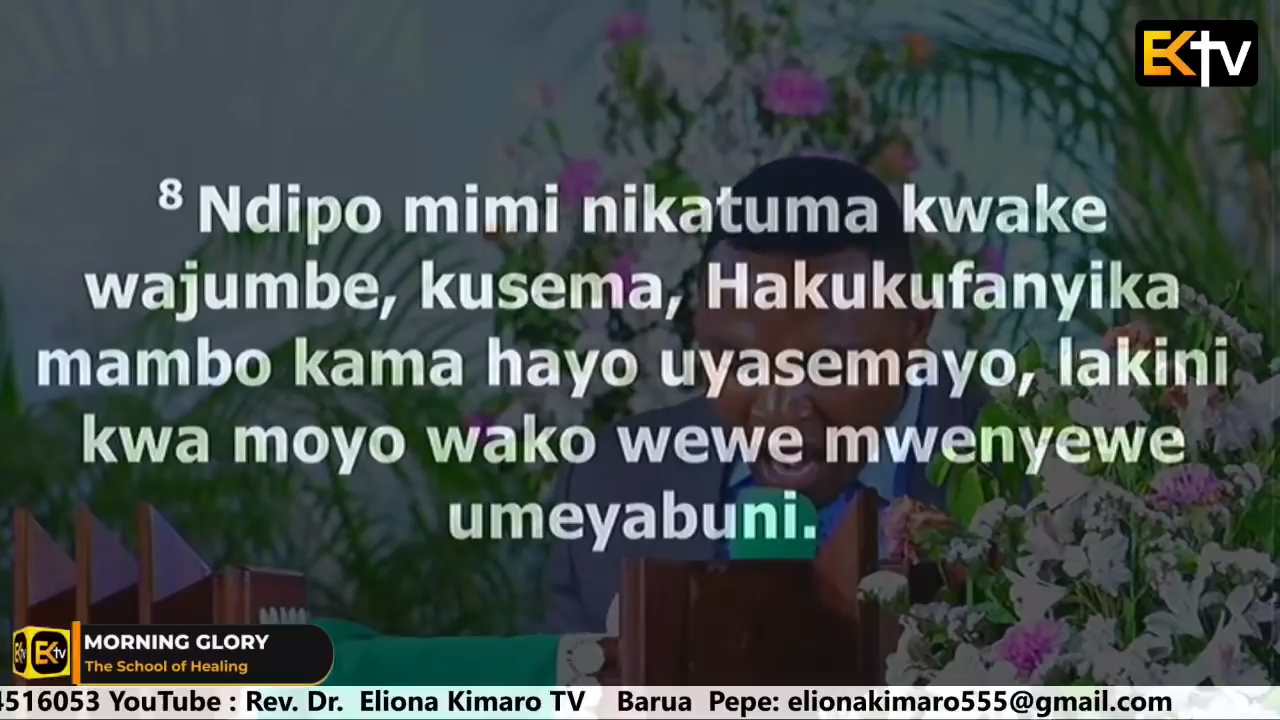 EKtv
8 Ndipo mimi nikatuma kwake
wajumbe, kusema, Hakukufanyika
mambo kama hayo uyasemayo, lakini
kwa moyo wako wewe mwenyewe
umeyabuni.
EKtv EKtv MORNING GLORY
The School of Healing
4516053 YouTube : Rev. Dr. Eliona Kimaro TV Barua Pepe: elionakimaro555@gmail.com